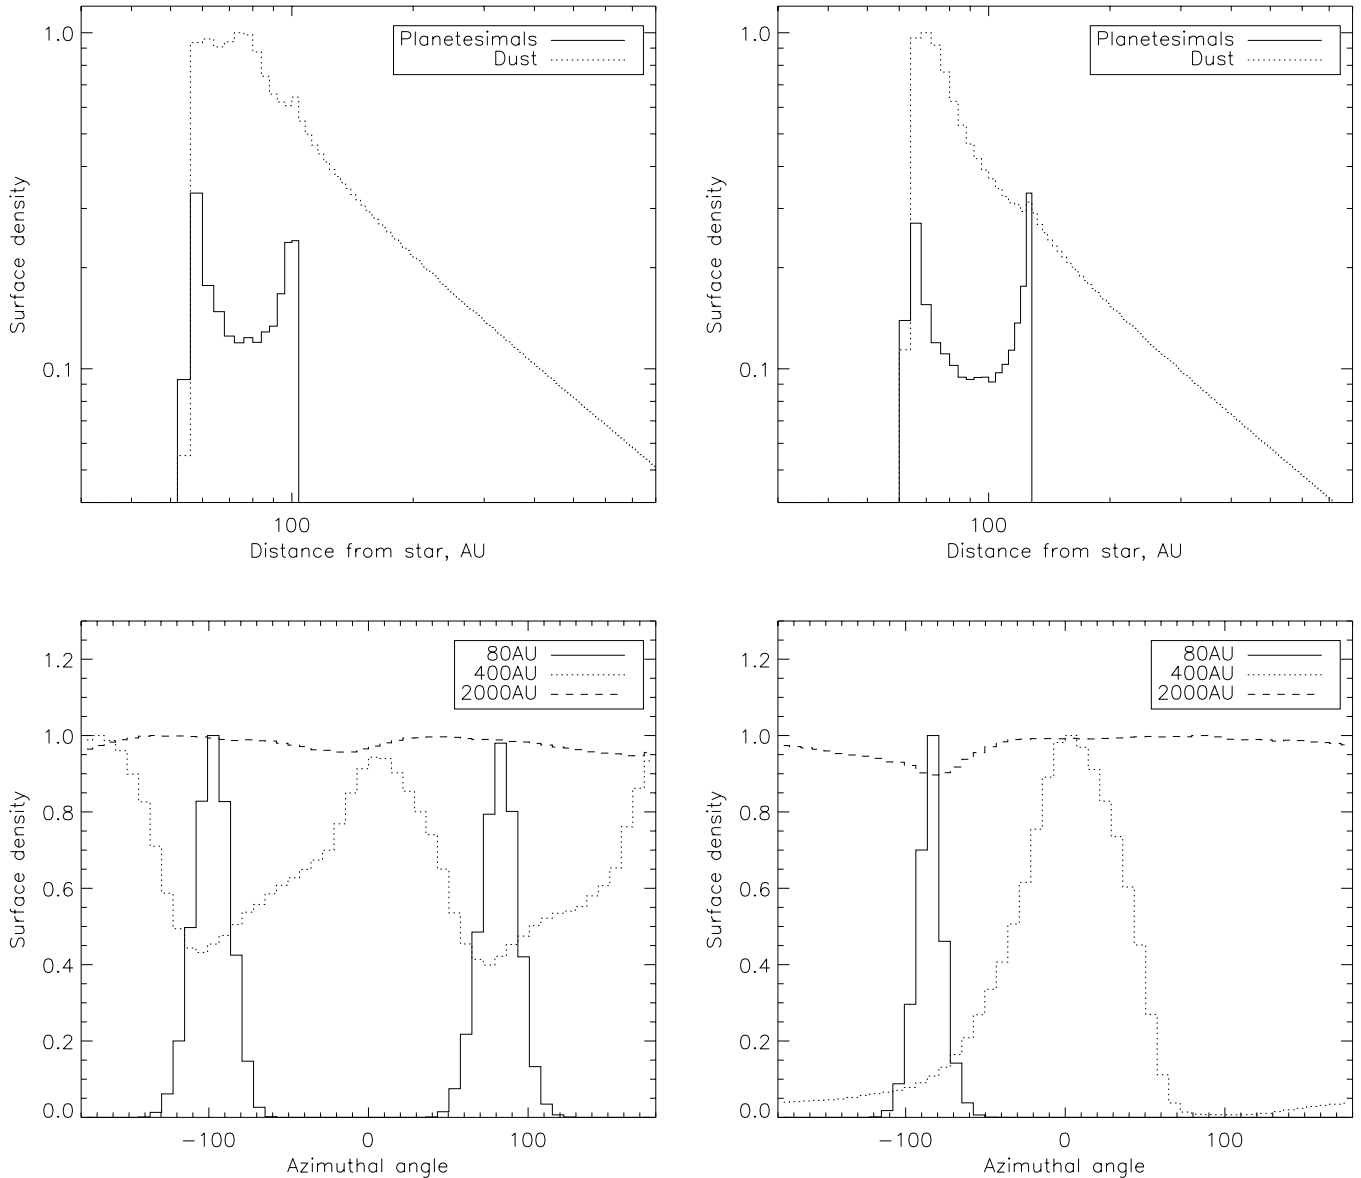 1.0
0.1
Surface density
Planetesimals
Dust
100
Distance from star, AU
1.0
0.1
Surface density
Planetesimals
Dust
100
Distance from star, AU
1.2
1.0
0.8
0.6
0.4
0.2
0.0
Surface density
80AU
400AU
2000AU
−100 0 100
Azimuthal angle
1.2
1.0
0.8
0.6
0.4
0.2
0.0
Surface density
80AU
400AU
2000AU
−100 0 100
Azimuthal angle